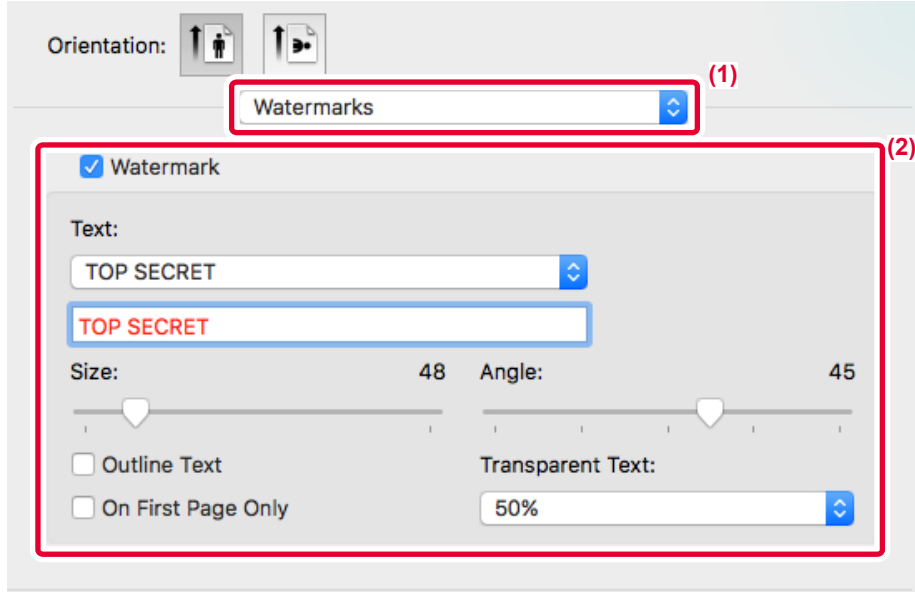 Orientation:
(1)
Watermarks
(2)
Watermark
Text:
TOP SECRET
TOP SECRET
Size: 48 Angle: 45
Outline Text Transparent Text:
On First Page Only 50%